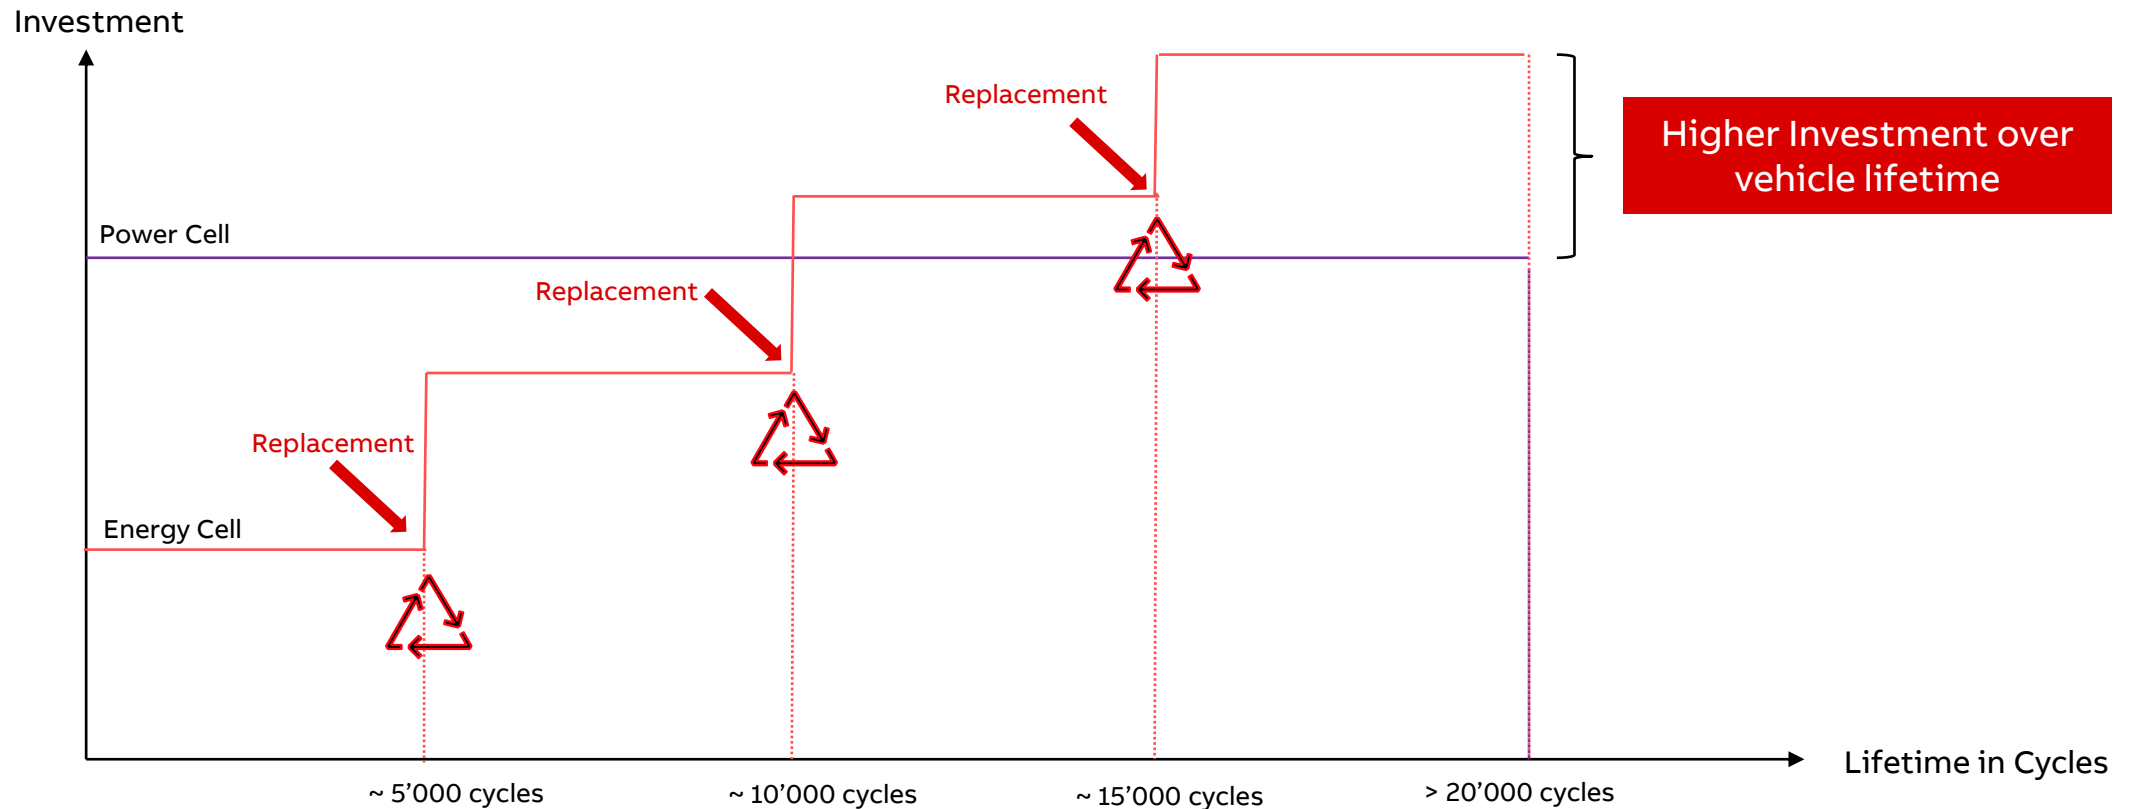 Investment
Replacement
Higher Investment over
vehicle lifetime
Power Cell
Replacement
Replacement
Energy Cell
Lifetime in Cycles
~ 5’000 cycles
~ 10’000 cycles
~ 15’000 cycles
> 20’000 cycles